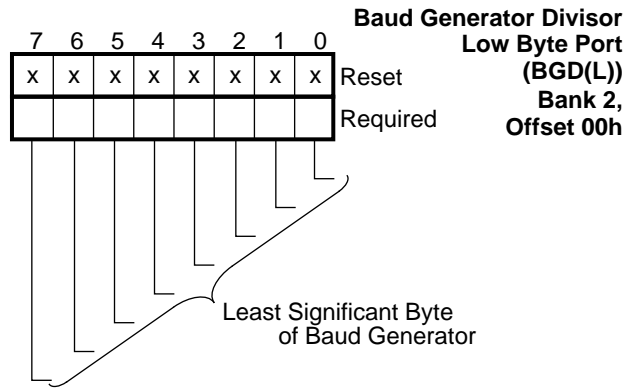 Baud Generator Divisor
Low Byte Port
(BGD(L))
Bank 2,
Offset 00h
7 6 5 4 3 2 1 0
x x x x x x x x Reset
Required
Least Significant Byte
of Baud Generator